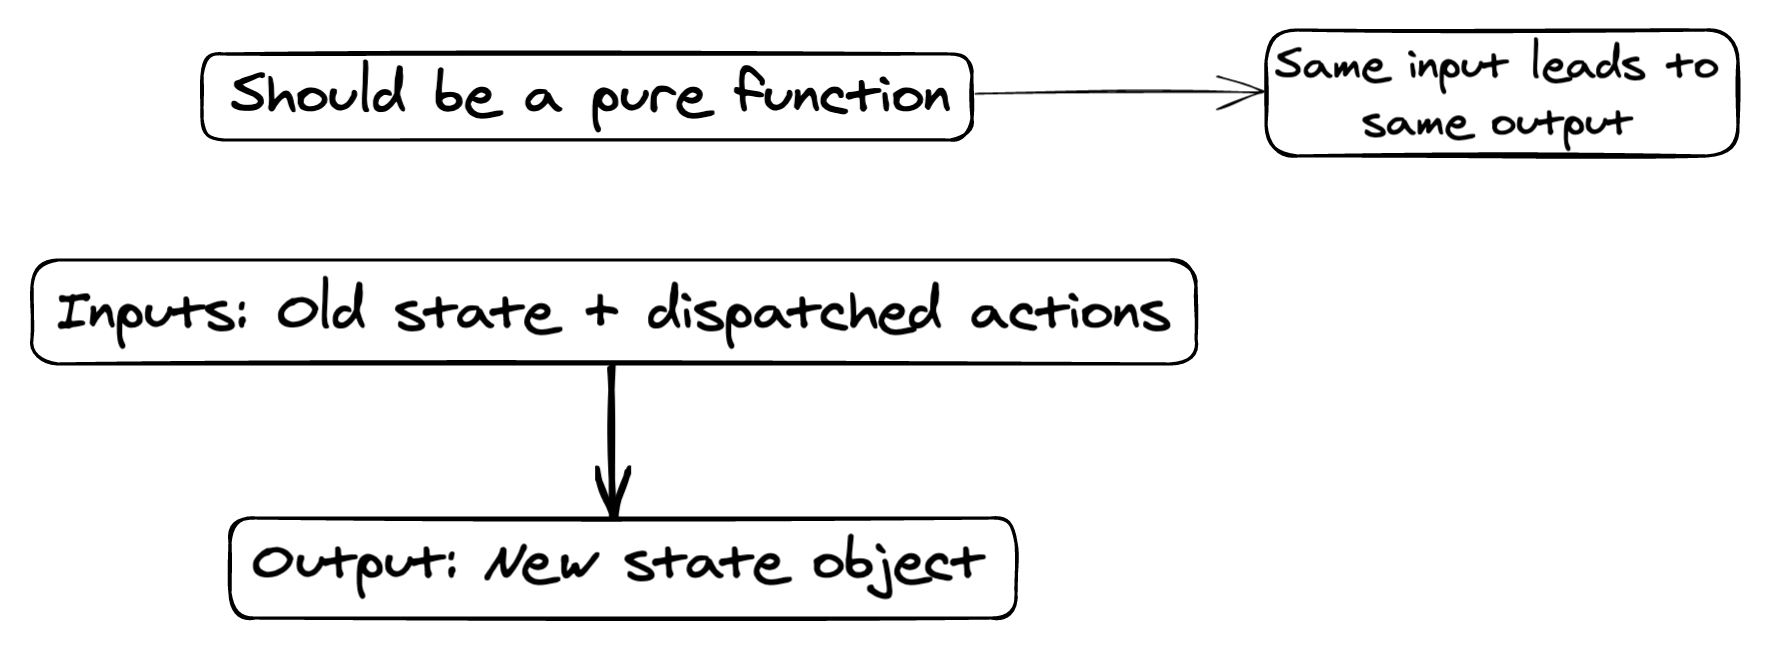 Should be a pure function
Same input leads to
same output
Inputs: Old state + dispatched actions
Output: New state object